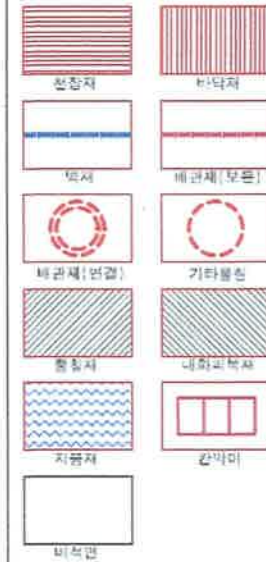 천장재 바닥재
벽재 배관재(보온)
배관재(연결) 기타물질
활칠재 내화피복재
지붕재 칸막이
비석면